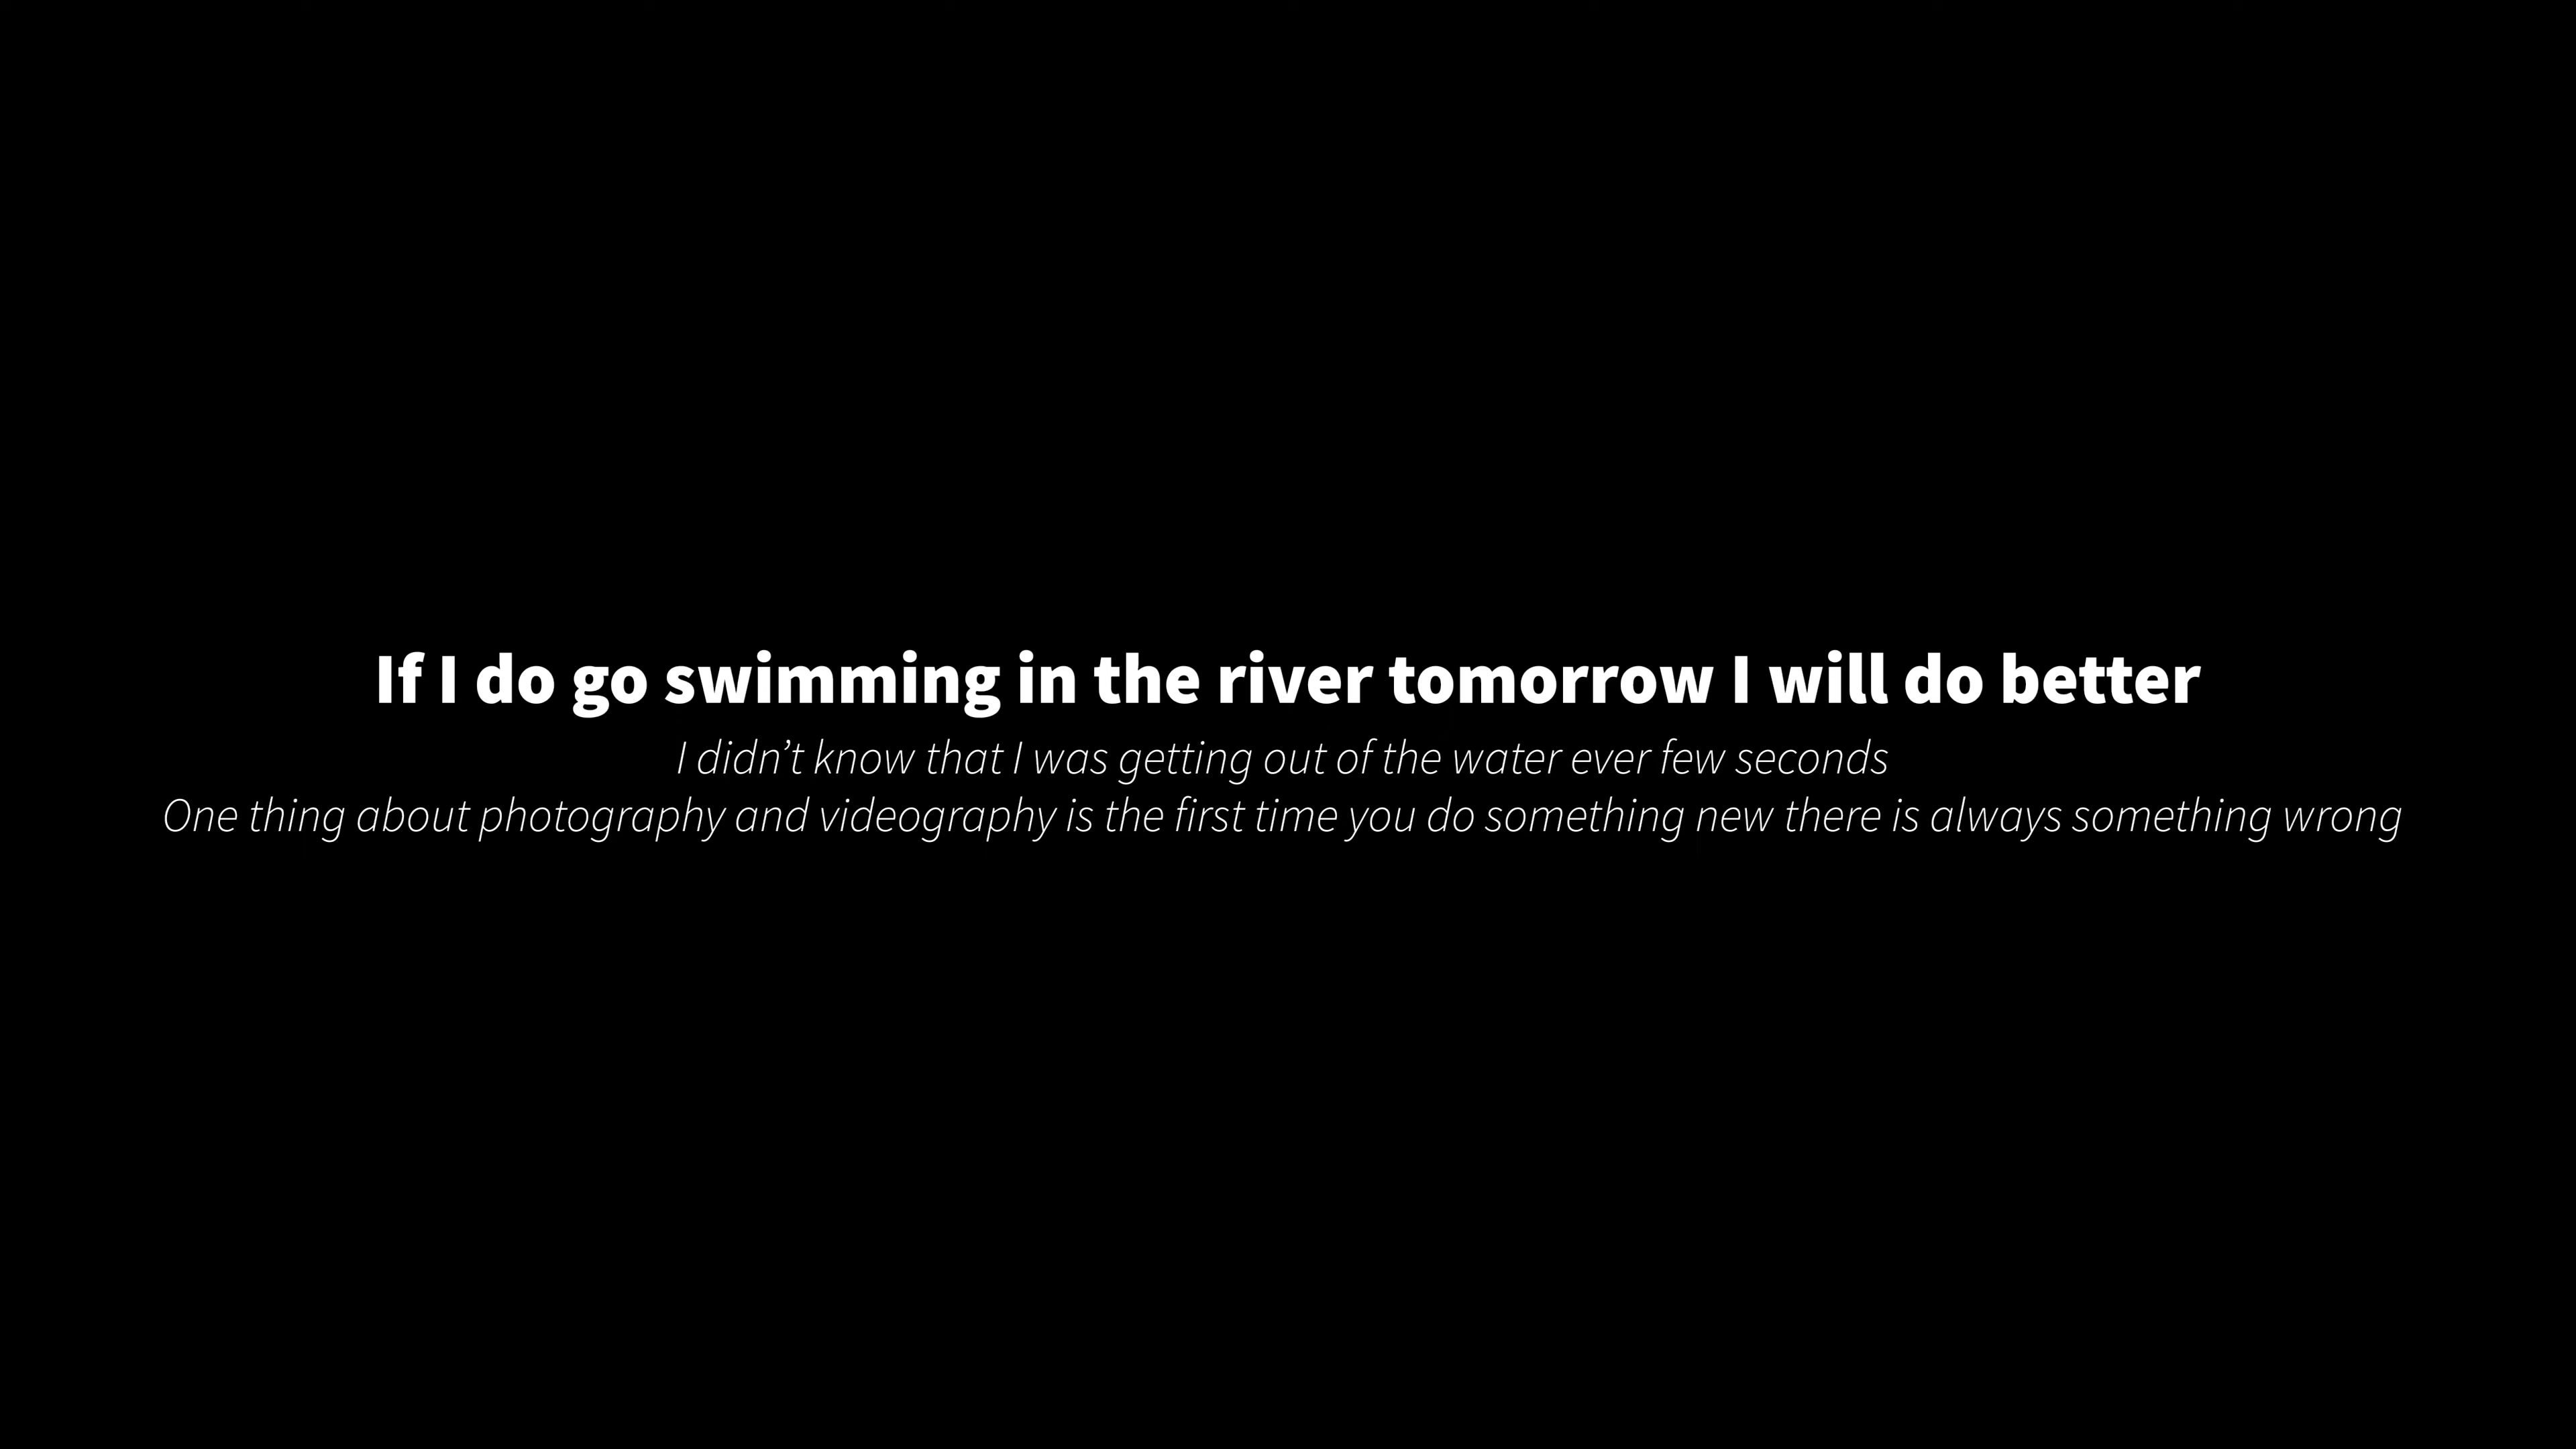 If I do go swimming in the river tomorrow I will do better
I didn’t know that I was getting out of the water ever few seconds
One thing about photography and videography is the first time you do something new there is always something wrong